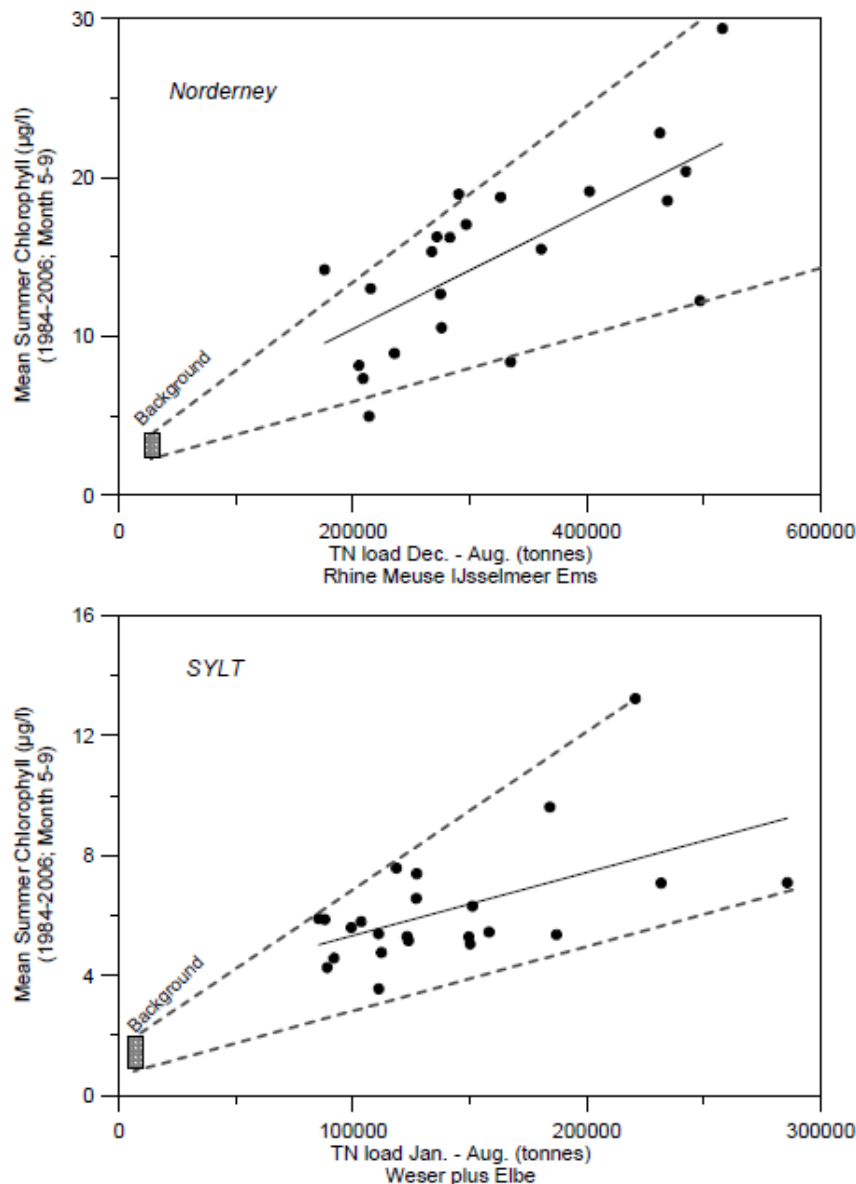 30
20
10
0
Mean Summer Chlorophyll (µg/l)
(1984-2006; Month 5-9)
Norderney
Background
0
200000
400000
600000
TN load Dec. - Aug. (tonnes)
Rhine Meuse IJsselmeer Ems
16
12
8
4
0
Mean Summer Chlorophyll (µg/l)
(1984-2006; Month 5-9)
SYLT
Background
0
100000
200000
300000
TN load Jan. - Aug. (tonnes)
Weser plus Elbe